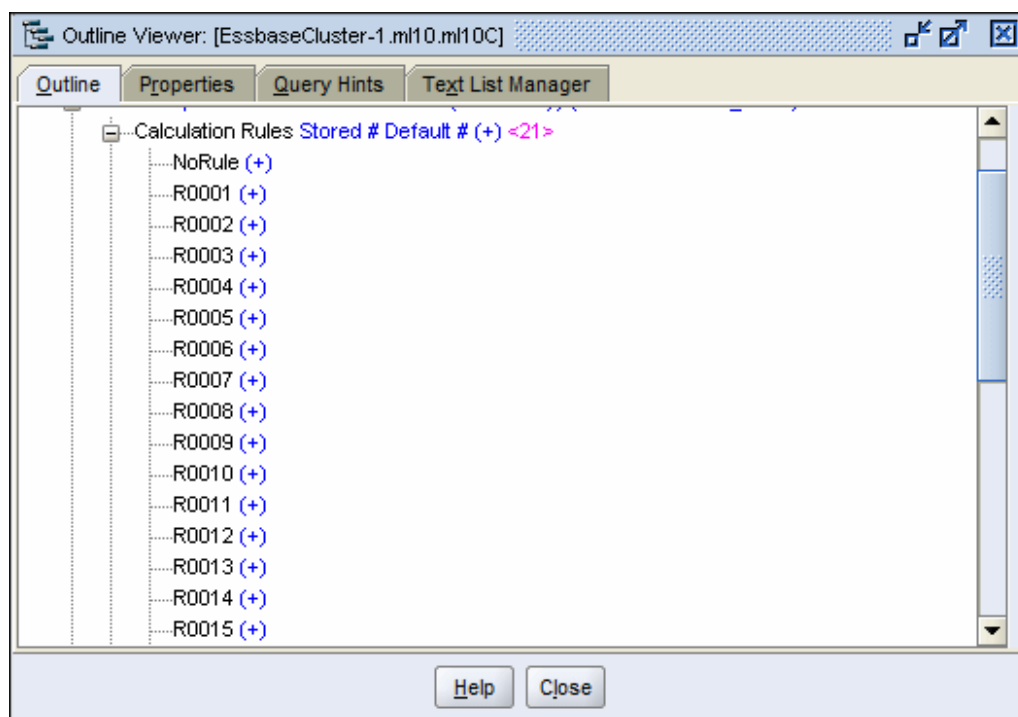 Outline Viewer: [EssbaseCluster-1.ml10.ml10C]
Outline Properties Query Hints Text List Manager
Calculation Rules Stored # Default # (+) <21>
NoRule (+)
R0001 (+)
R0002 (+)
R0003 (+)
R0004 (+)
R0005 (+)
R0006 (+)
R0007 (+)
R0008 (+)
R0009 (+)
R0010 (+)
R0011 (+)
R0012 (+)
R0013 (+)
R0014 (+)
R0015 (+)
Help Close